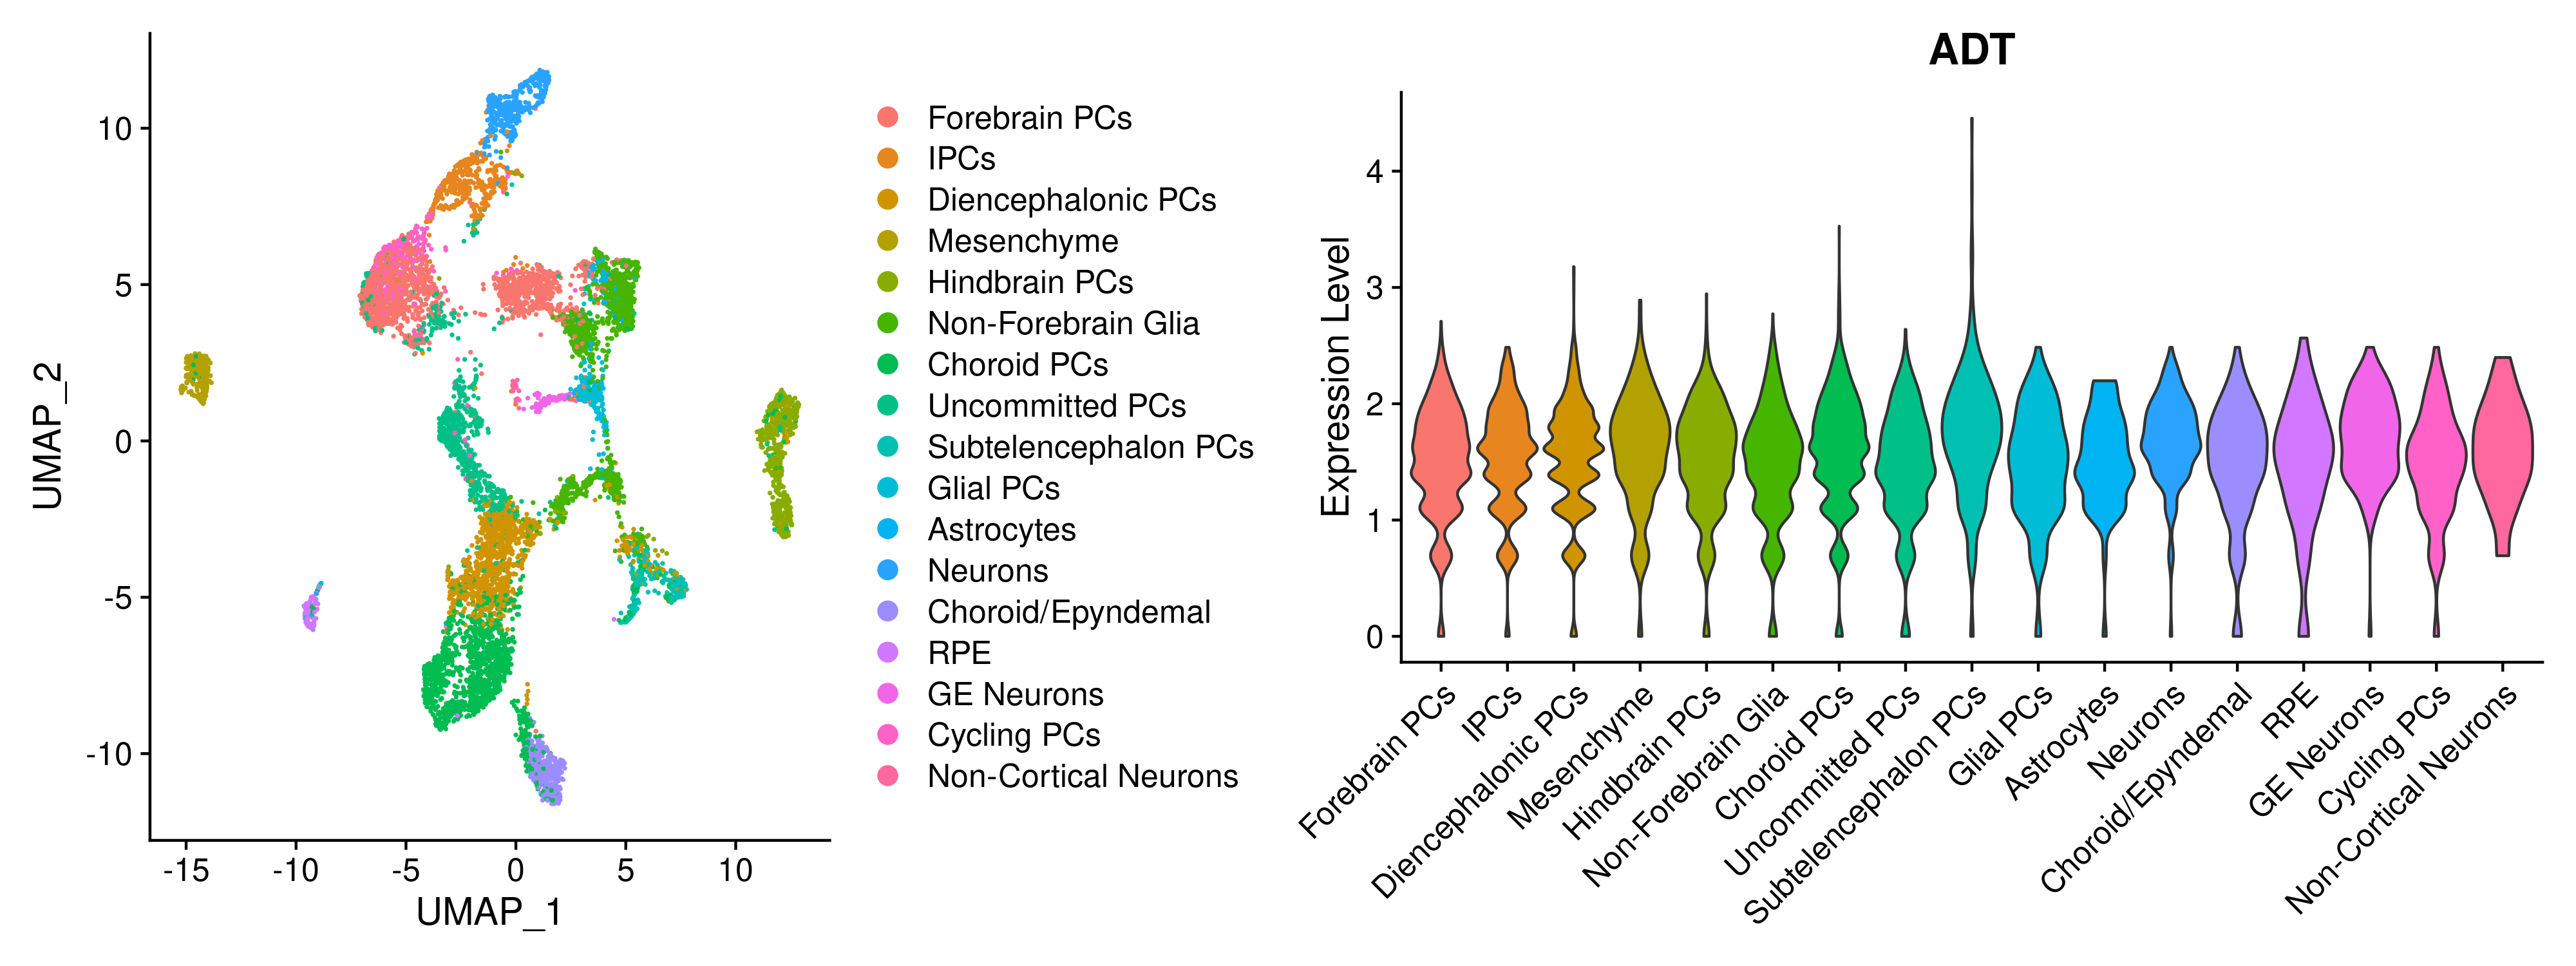 10
5
0
-5
-10
UMAP_2
-15 -10 -5 0 5 10
UMAP_1
Forebrain PCs
IPCs
Diencephalonic PCs
Mesenchyme
Hindbrain PCs
Non-Forebrain Glia
Choroid PCs
Uncommitted PCs
Subtelencephalon PCs
Glial PCs
Astrocytes
Neurons
Choroid/Epyndemal
RPE
GE Neurons
Cycling PCs
Non-Cortical Neurons
ADT
Expression Level
4
3
2
1
0
Forebrain PCs
IPCs
Diencephalonic PCs
Mesenchyme
Hindbrain PCs
Non-Forebrain Glia
Choroid PCs
Uncommitted PCs
Subtelencephalon PCs
Glial PCs
Astrocytes
Neurons
Choroid/Epyndemal
RPE
GE Neurons
Cycling PCs
Non-Cortical Neurons